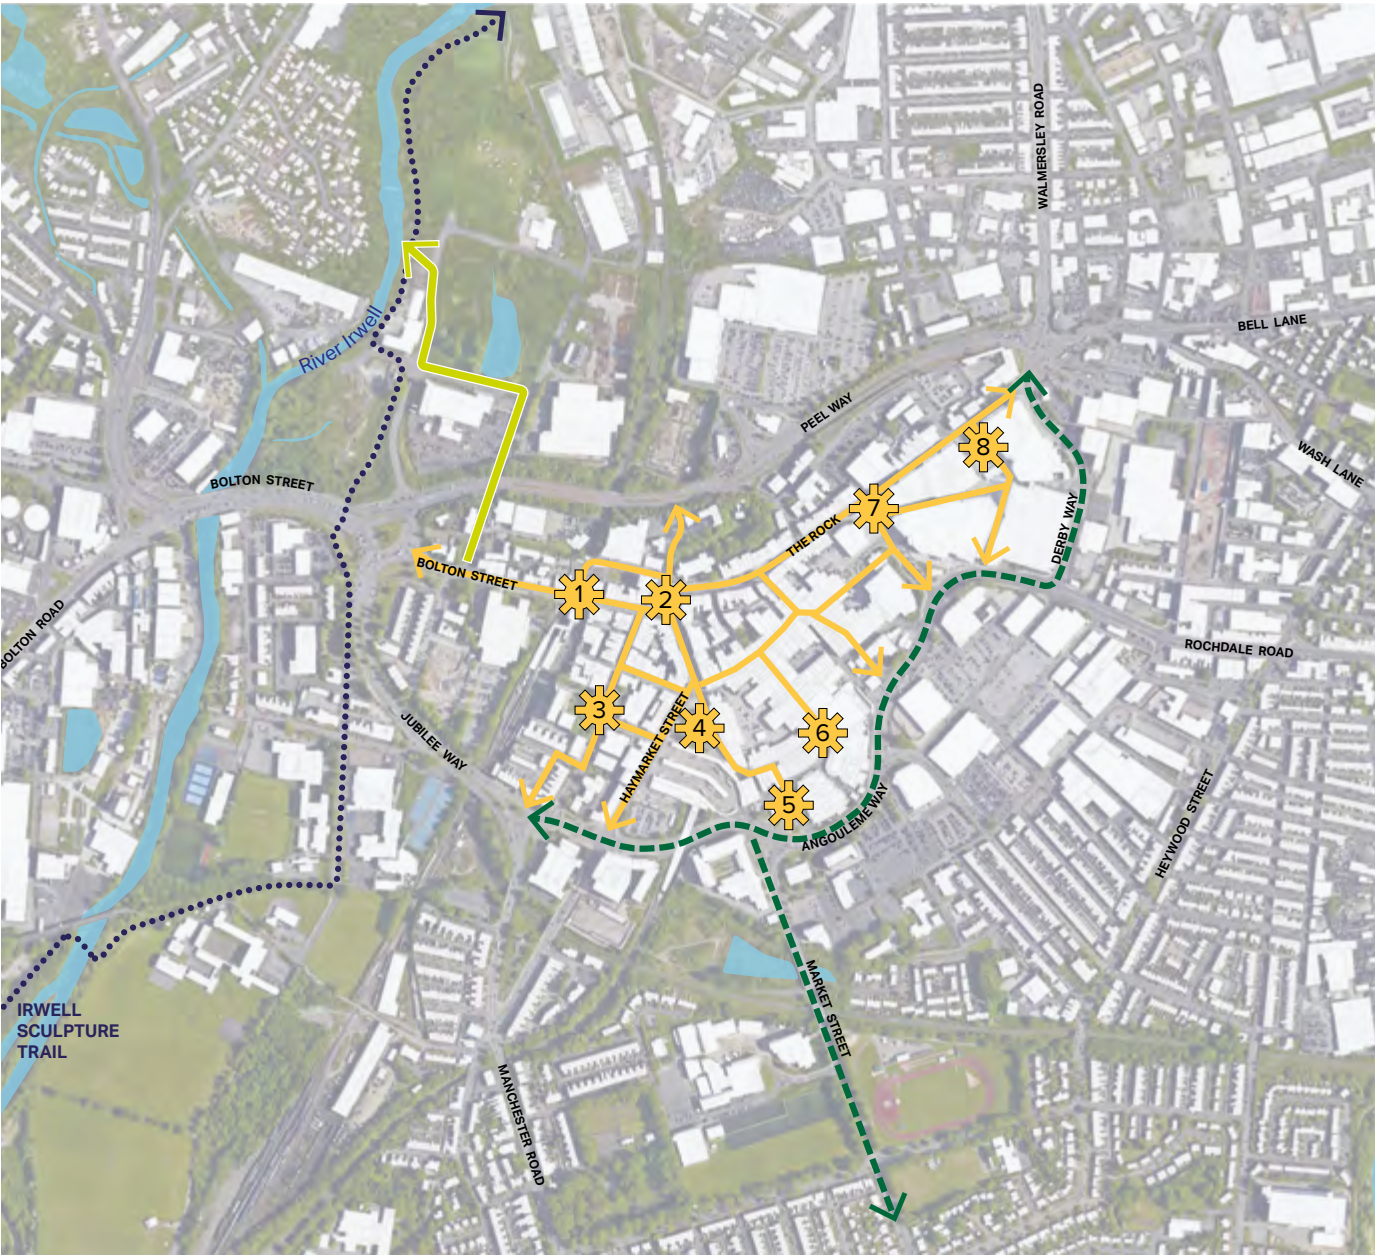 WALMERSLEY ROAD
BELL LANE
River Irwell
PEEL WAY
8
WASH LANE
BOLTON STREET
7
THE ROCK
DERBY WAY
BOLTON STREET
1
2
BOLTON ROAD
ROCHDALE ROAD
3
4
6
JUBILEE WAY
HAYMARKET STREET
5
ANGOULEME WAY
HEYWOOD STREET
MARKET STREET
IRWELL
SCULPTURE
TRAIL
MANCHESTER ROAD